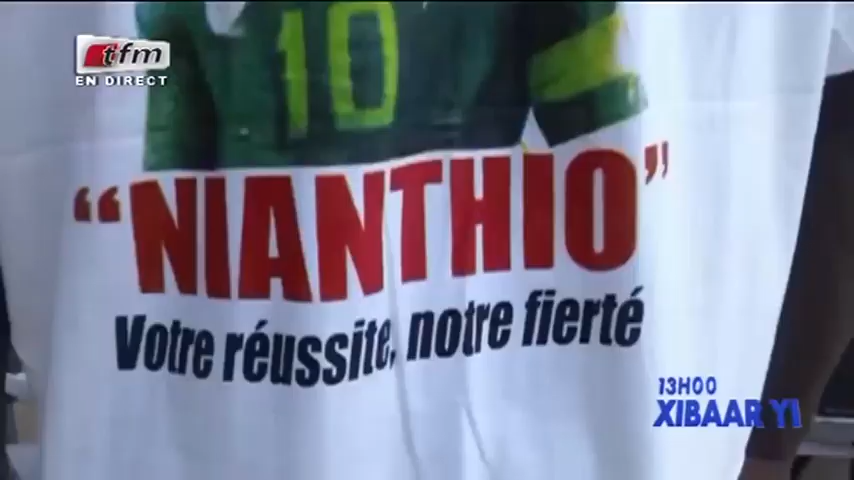 tfm
EN DIRECT
10
“NIANTHIO”
Votre réussite, notre fierté
13H00
XIBAAR YI